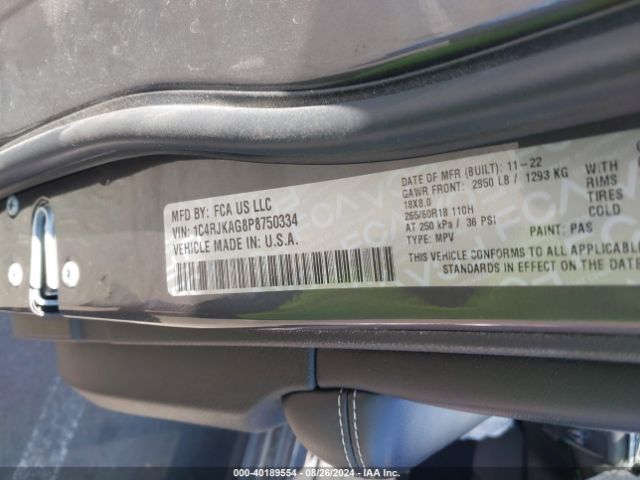 MFD BY: FCA US LLC
VIN: 1C4RJKAG8P8750334
VEHICLE MADE IN U.S.A.
DATE OF MFR (BUILT): 11-22
GAWR FRONT: 2850 LB / 1293 KG WITH
18X8.0 RIMS
265/60R18 110H TIRES
AT 250 kPa / 36 PSI COLD
TYPE: MPV PAINT: PAS
THIS VEHICLE CONFORMS TO ALL APPLICABLE
STANDARDS IN EFFECT ON THE DATE
000-40189554 - 08/26/2024 - IAA Inc.